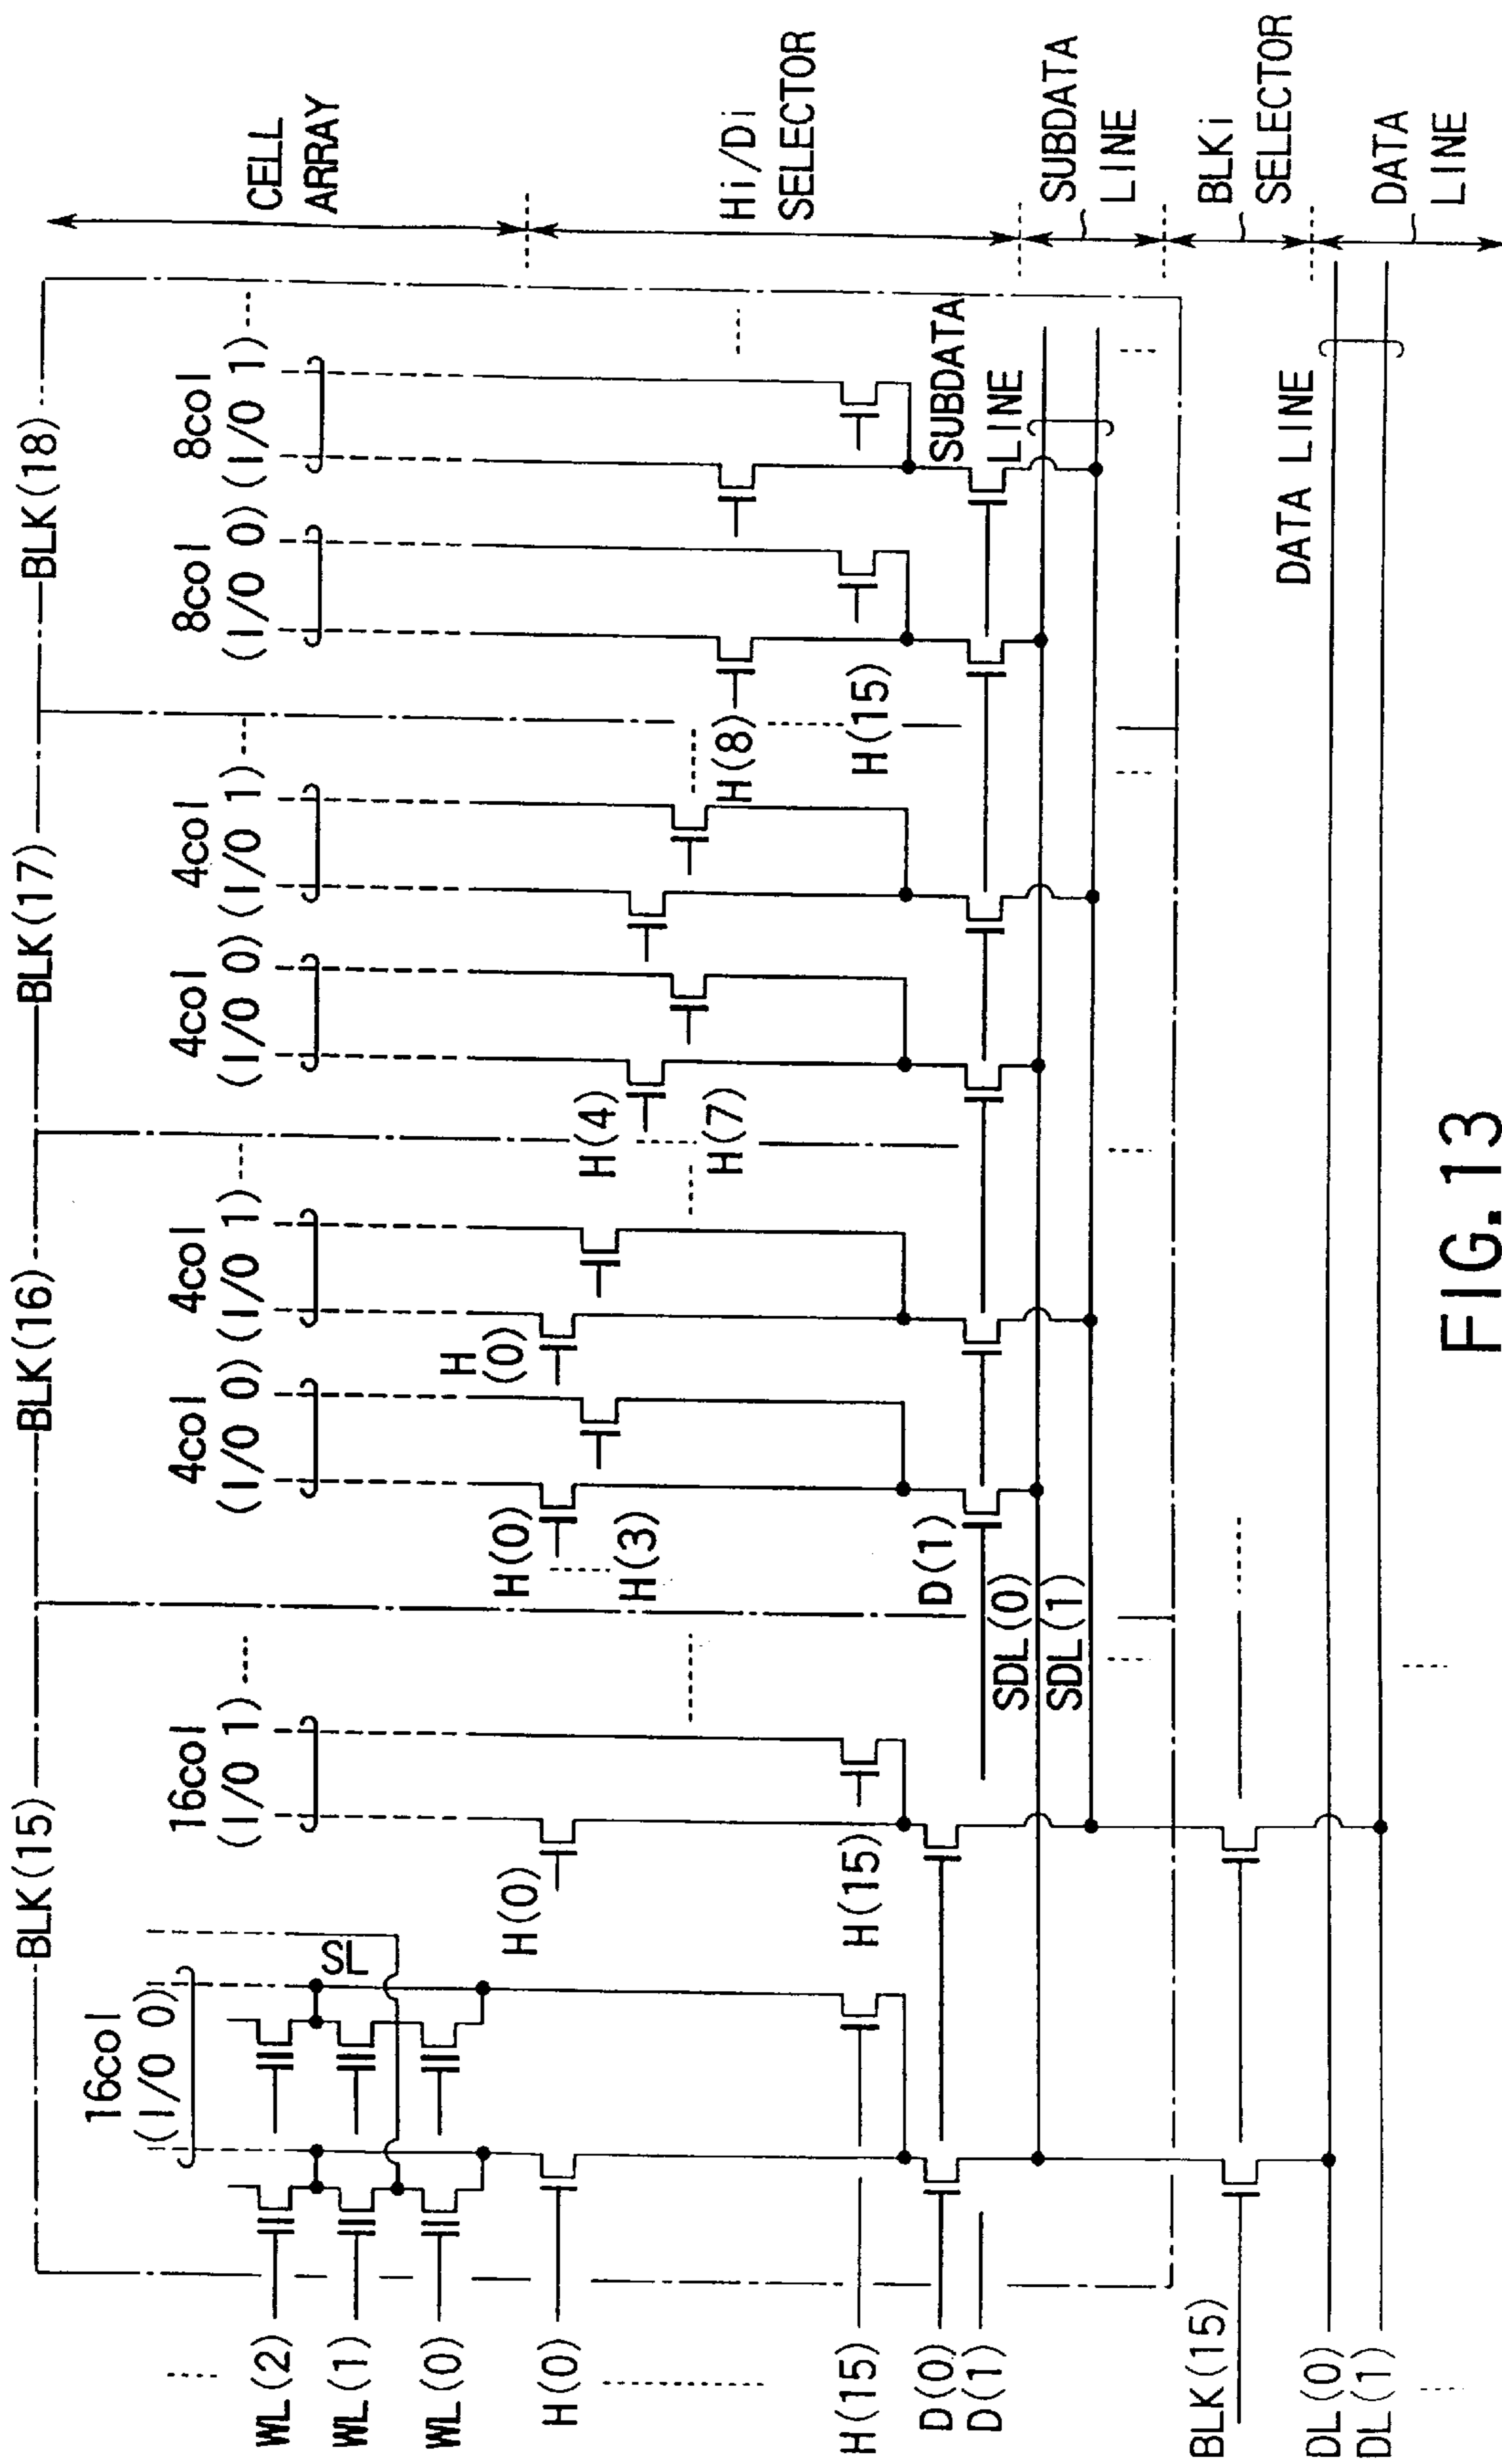 BLK(15)
BLK(16)
BLK(17)
BLK(18)
16col
(I/O 0)
16col
(I/O 1)
4col
(I/O 0)
4col
(I/O 1)
4col
(I/O 0)
4col
(I/O 1)
8col
(I/O 0)
8col
(I/O 1)
CELL
ARRAY
SL
WL(2)
WL(1)
WL(0)
H(0)
H(0)
H(0)
H(3)
H
(0)
H(4)
H(7)
H(8)
H(15)
Hi/Di
SELECTOR
H(15)
H(15)
D(0)
D(1)
D(1)
SUBDATA
LINE
SDL(0)
SDL(1)
SUBDATA
LINE
BLK(15)
BLKi
SELECTOR
DATA LINE
DL(0)
DL(1)
DATA
LINE
FIG.13